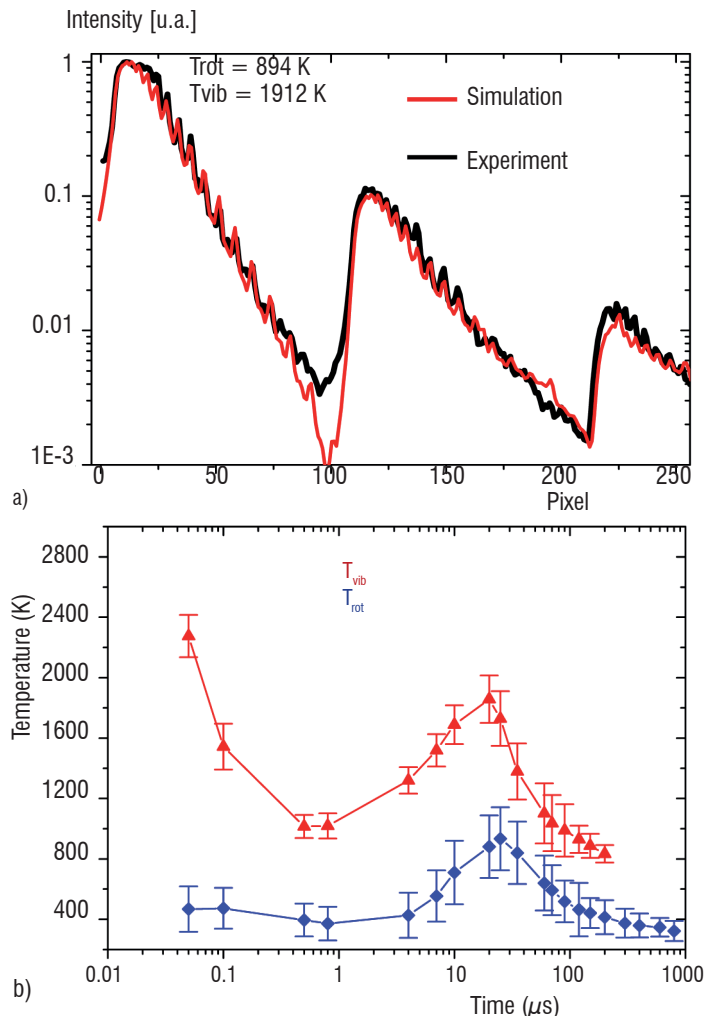 Intensity [u.a.]
Trot = 894 K
Tvib = 1912 K
Simulation
Experiment
1
0.1
0.01
1E-3
0
50
100
150
200
250
Pixel
a)
Temperature (K)
2800
2400
2000
1600
1200
800
400
T_vib
T_rot
0.01
0.1
1
10
100
1000
Time (µs)
b)